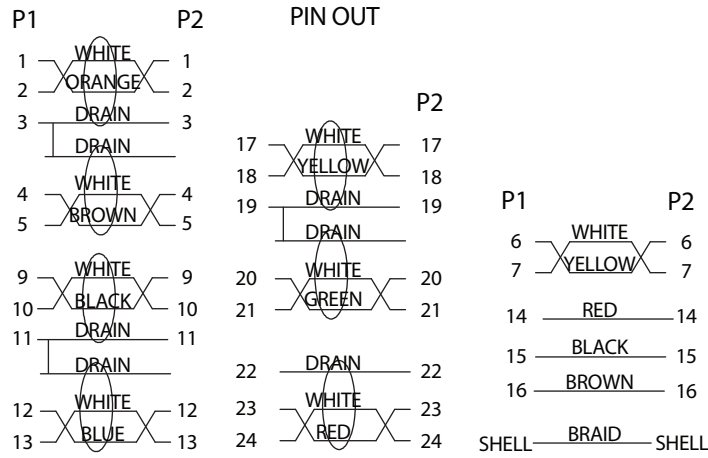 PIN OUT
P1 P2
1 WHITE 1
2 ORANGE 2
3 DRAIN 3
DRAIN
4 WHITE 4
5 BROWN 5
9 WHITE 9
10 BLACK 10
11 DRAIN 11
DRAIN
12 WHITE 12
13 BLUE 13
P2
17 WHITE 17
18 YELLOW 18
19 DRAIN 19
DRAIN
20 WHITE 20
21 GREEN 21
22 DRAIN 22
23 WHITE 23
24 RED 24
P1 P2
6 WHITE 6
7 YELLOW 7
14 RED 14
15 BLACK 15
16 BROWN 16
SHELL BRAID SHELL